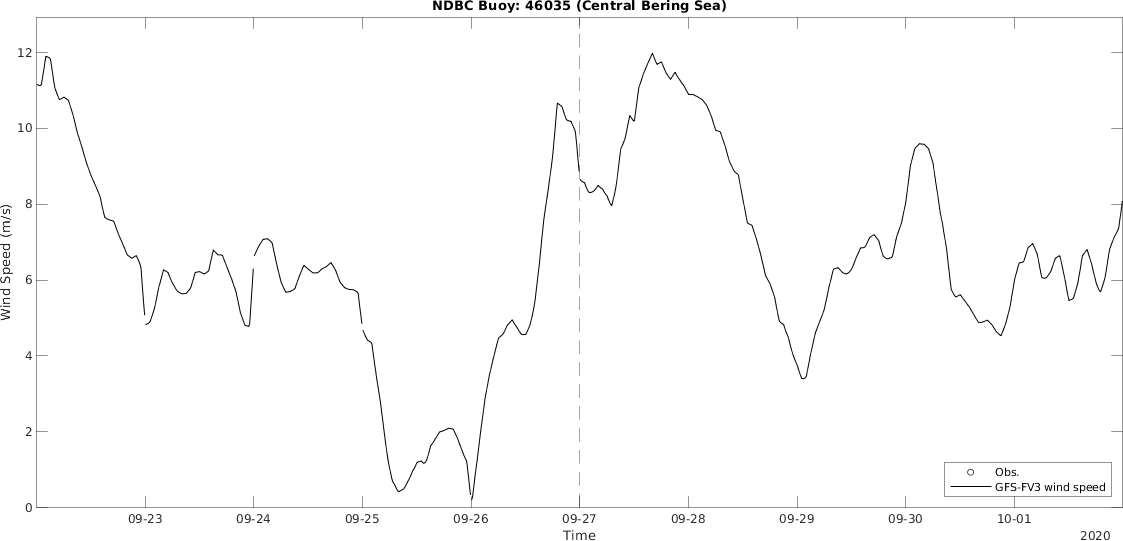 NDBC Buoy: 46035 (Central Bering Sea)
12
10
8
6
4
2
0
Wind Speed (m/s)
Obs.
GFS-FV3 wind speed
09-23 09-24 09-25 09-26 09-27 09-28 09-29 09-30 10-01
Time
2020